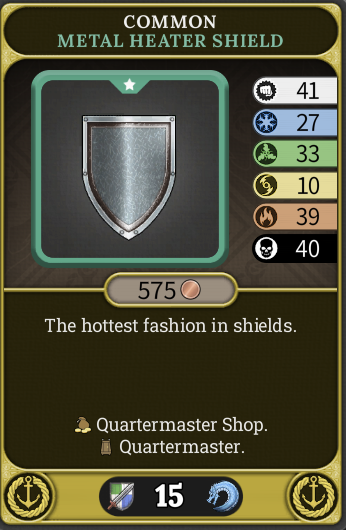 COMMON
METAL HEATER SHIELD
41
27
33
10
39
40
575
The hottest fashion in shields.
Quartermaster Shop.
Quartermaster.
15